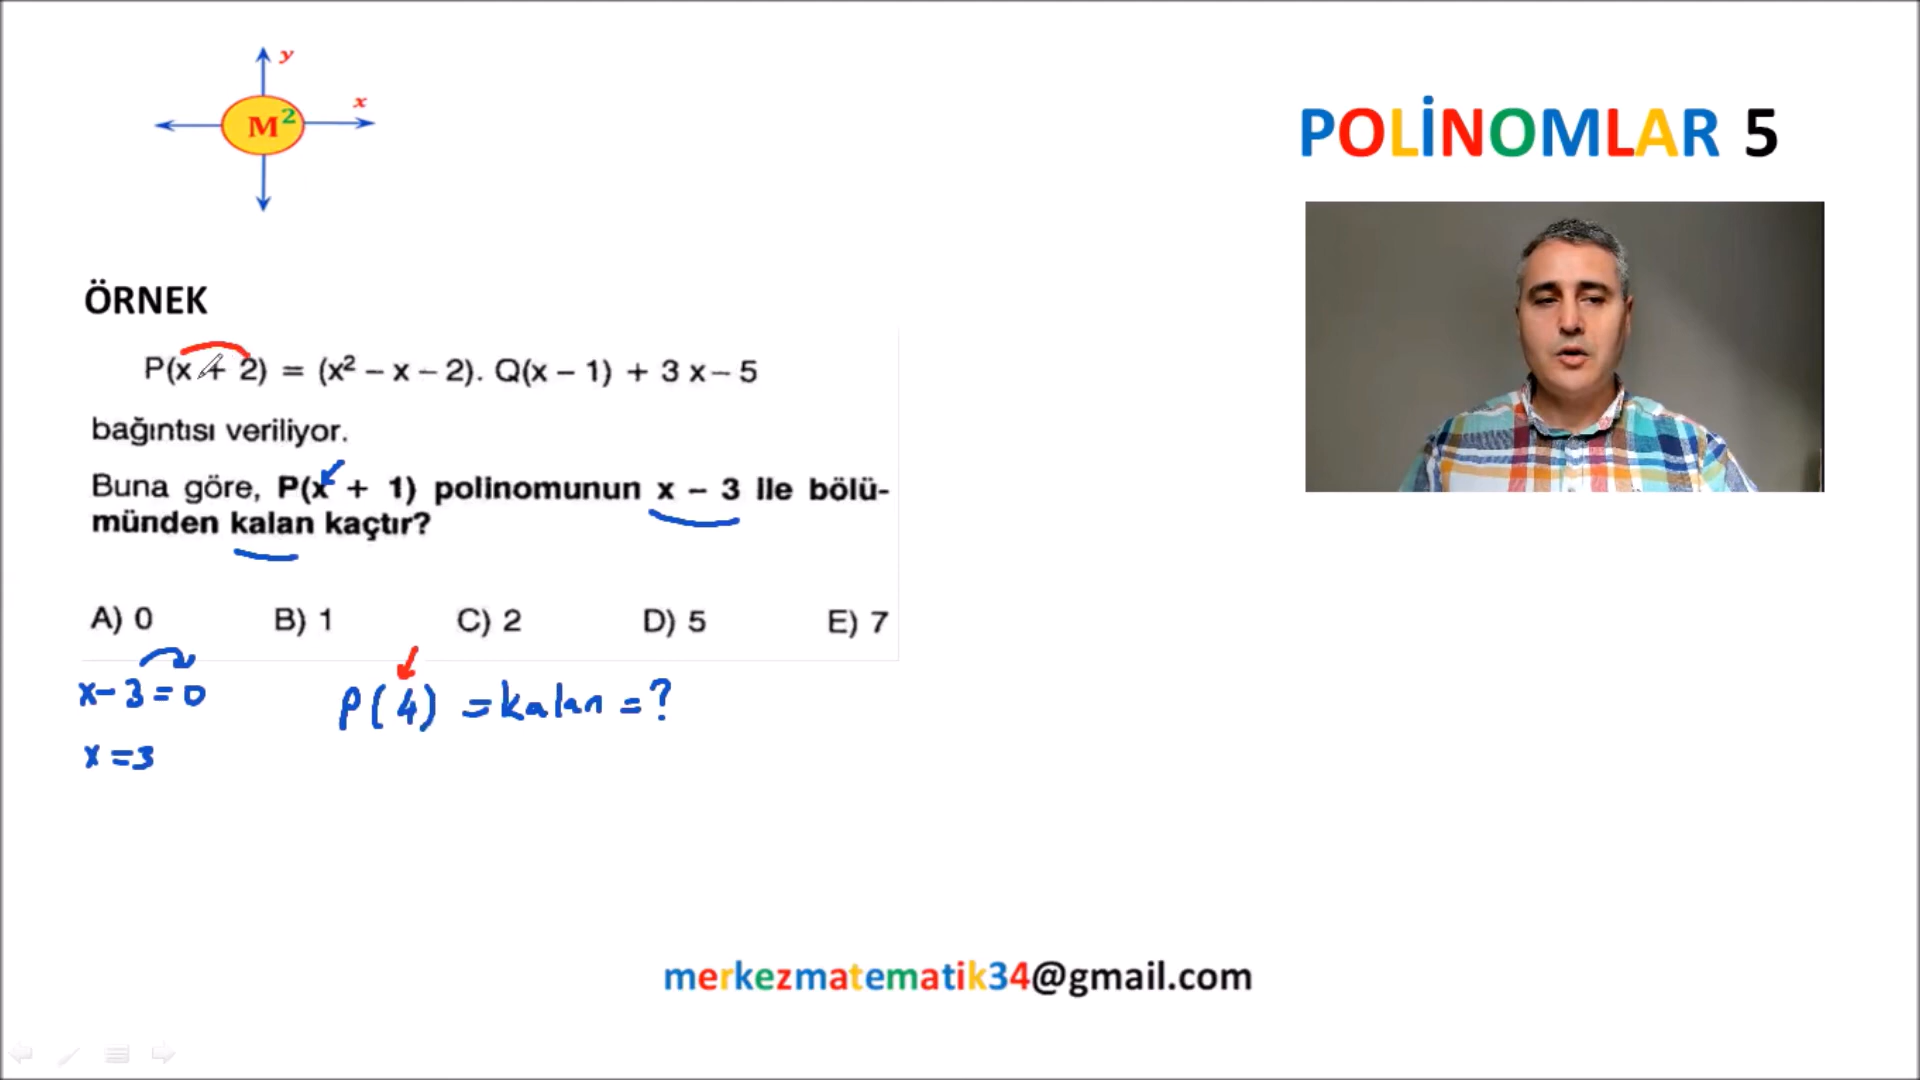 y
x
M²
POLİNOMLAR 5
ÖRNEK
P(x + 2) = (x² – x – 2). Q(x – 1) + 3 x – 5
bağıntısı veriliyor.
Buna göre, P(x + 1) polinomunun x – 3 ile bölü-
münden kalan kaçtır?
A) 0 B) 1 C) 2 D) 5 E) 7
x-3=0 P(4) =kalan =?
x=3
merkezmatematik34@gmail.com